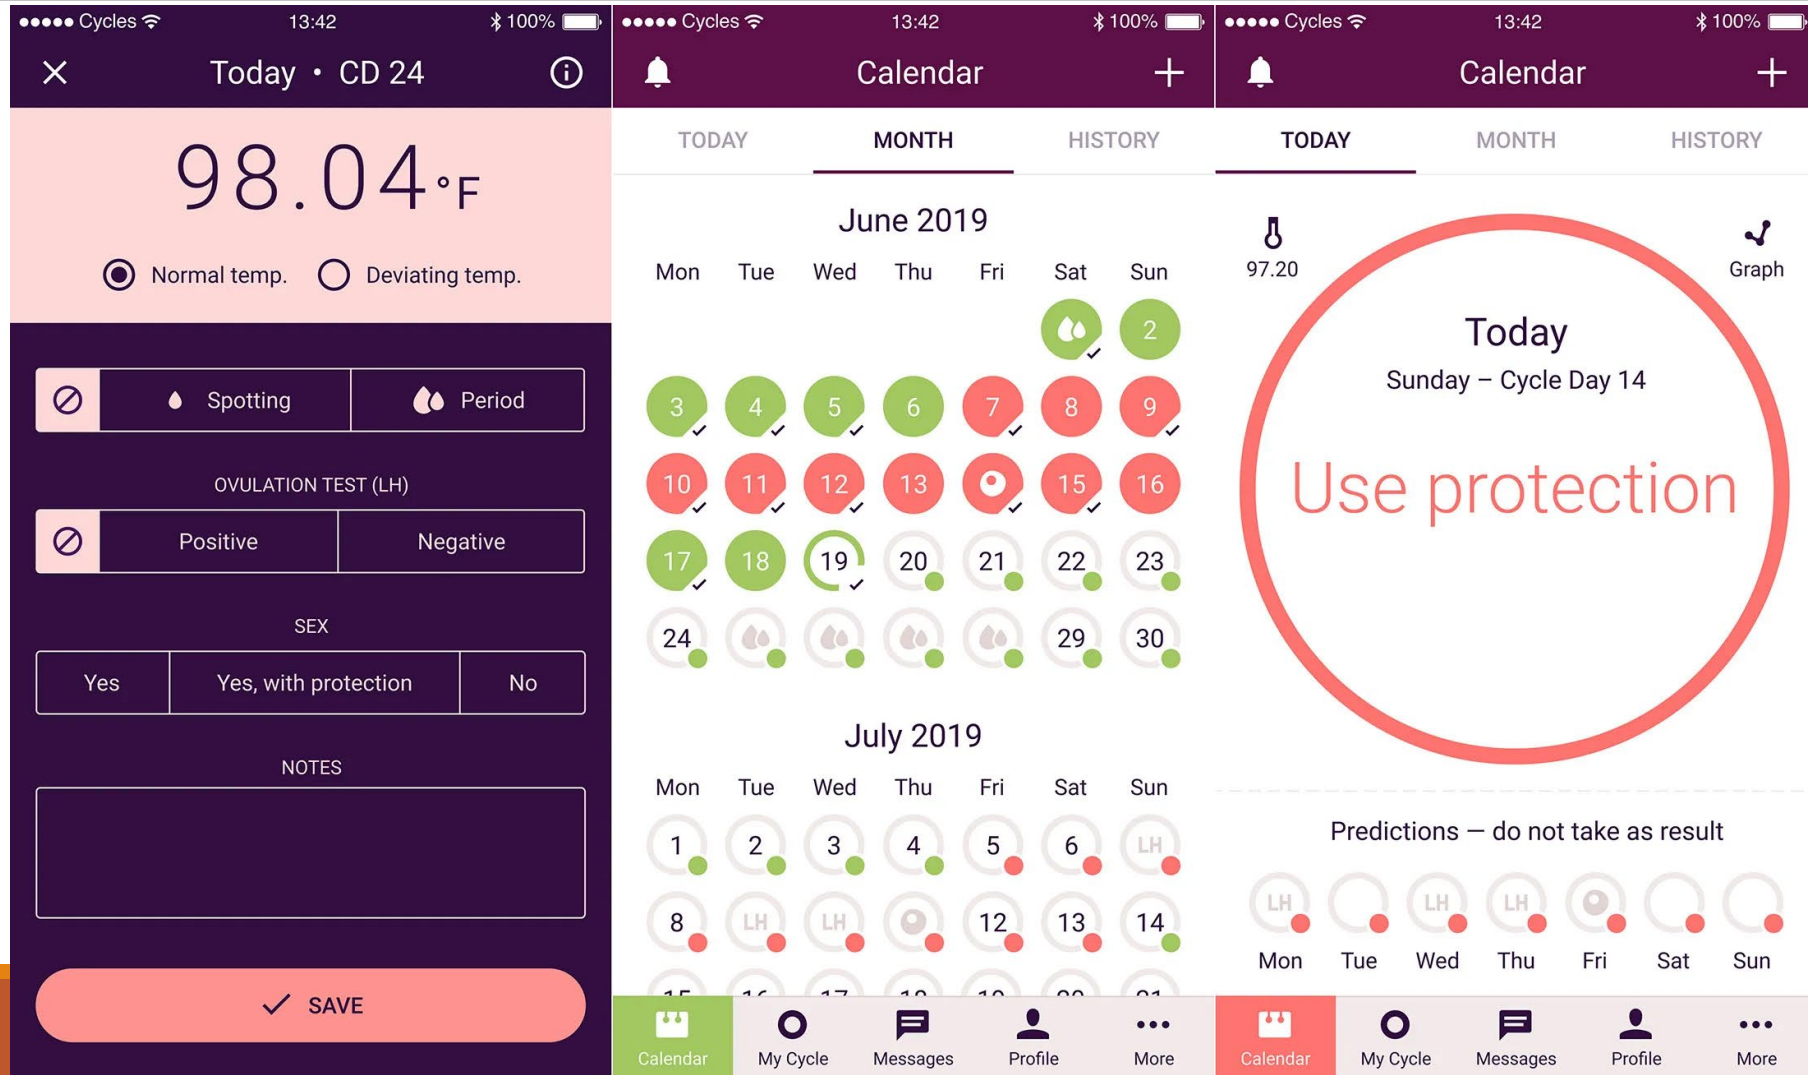 Cycles 13:42 100%
Today • CD 24
98.04 °F
Normal temp. Deviating temp.
Spotting Period
OVULATION TEST (LH)
Positive Negative
SEX
Yes Yes, with protection No
NOTES
SAVE
Cycles 13:42 100%
Calendar
TODAY MONTH HISTORY
June 2019
Mon Tue Wed Thu Fri Sat Sun
2
3 4 5 6 7 8 9
10 11 12 13 15 16
17 18 19 20 21 22 23
24 29 30
July 2019
Mon Tue Wed Thu Fri Sat Sun
1 2 3 4 5 6 LH
8 LH LH 12 13 14
15 16 17 18 19 20 21
Calendar My Cycle Messages Profile More
Cycles 13:42 100%
Calendar
TODAY MONTH HISTORY
97.20 Graph
Today
Sunday – Cycle Day 14
Use protection
Predictions — do not take as result
LH LH LH
Mon Tue Wed Thu Fri Sat Sun
Calendar My Cycle Messages Profile More